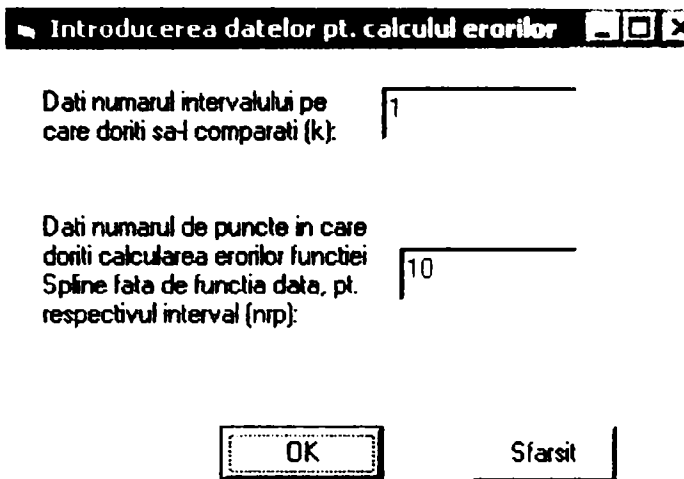 Introducerea datelor pt. calculul erorilor
Dati numarul intervalului pe
care doriti sa-l comparati (k):
1
Dati numarul de puncte in care
doriti calcularea erorilor functiei
Spline fata de functia data, pt.
respectivul interval (nrp):
10
OK
Sfarsit